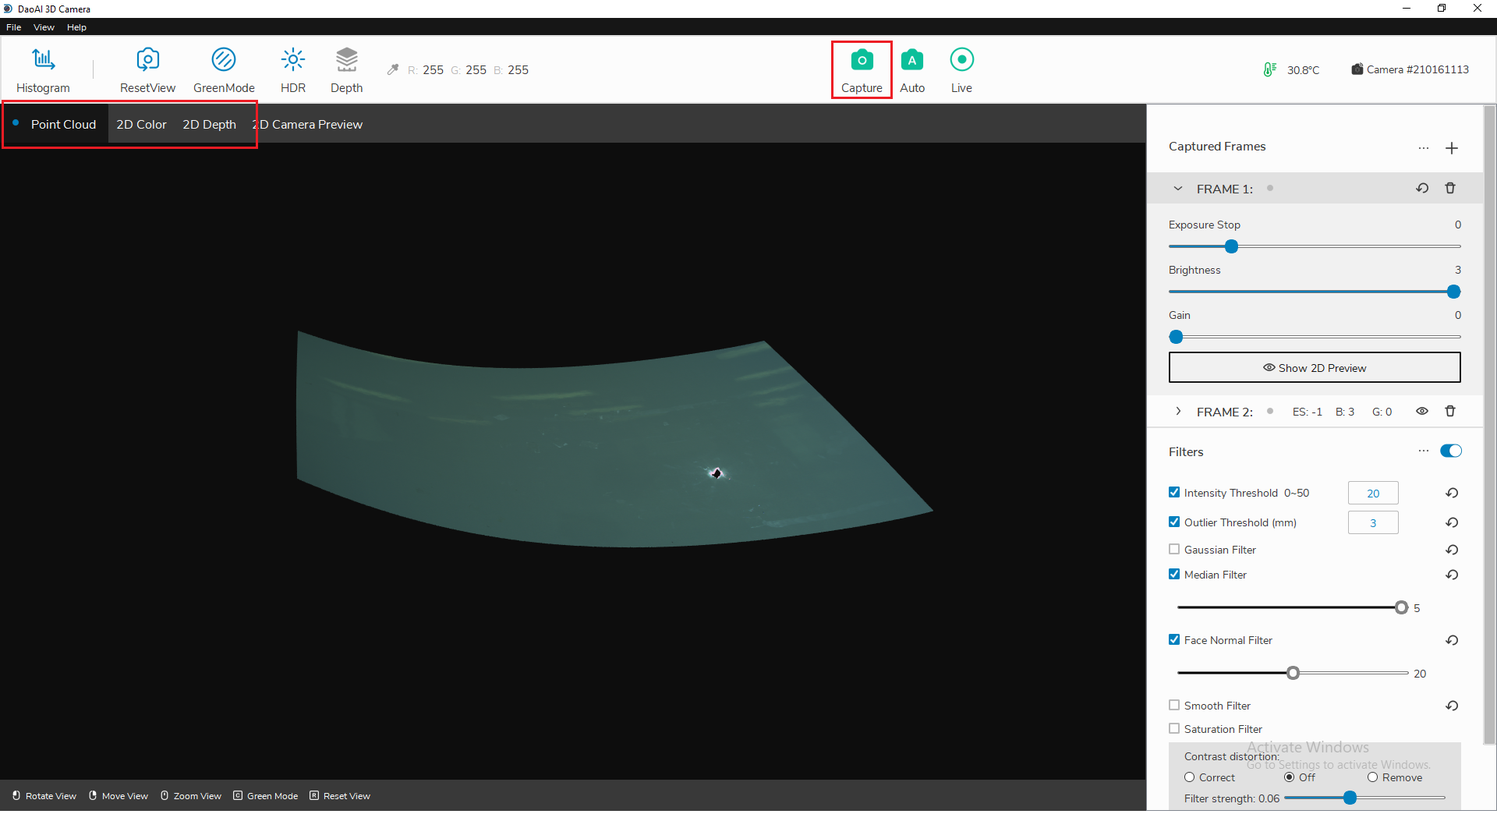 DaoAI 3D Camera
File View Help
Histogram ResetView GreenMode HDR Depth R: 255 G: 255 B: 255 Capture Auto Live 30.8°C Camera #210161113
Point Cloud 2D Color 2D Depth 2D Camera Preview
Captured Frames ... +
FRAME 1:
Exposure Stop 0
Brightness 3
Gain 0
Show 2D Preview
FRAME 2: ES: -1 B: 3 G: 0
Filters ...
Intensity Threshold 0~50 20
Outlier Threshold (mm) 3
Gaussian Filter
Median Filter
5
Face Normal Filter
20
Smooth Filter
Saturation Filter
Activate Windows
Contrast distortion:
Go to Settings to activate Windows.
Correct Off Remove
Filter strength: 0.06
Rotate View Move View Zoom View G Green Mode R Reset View